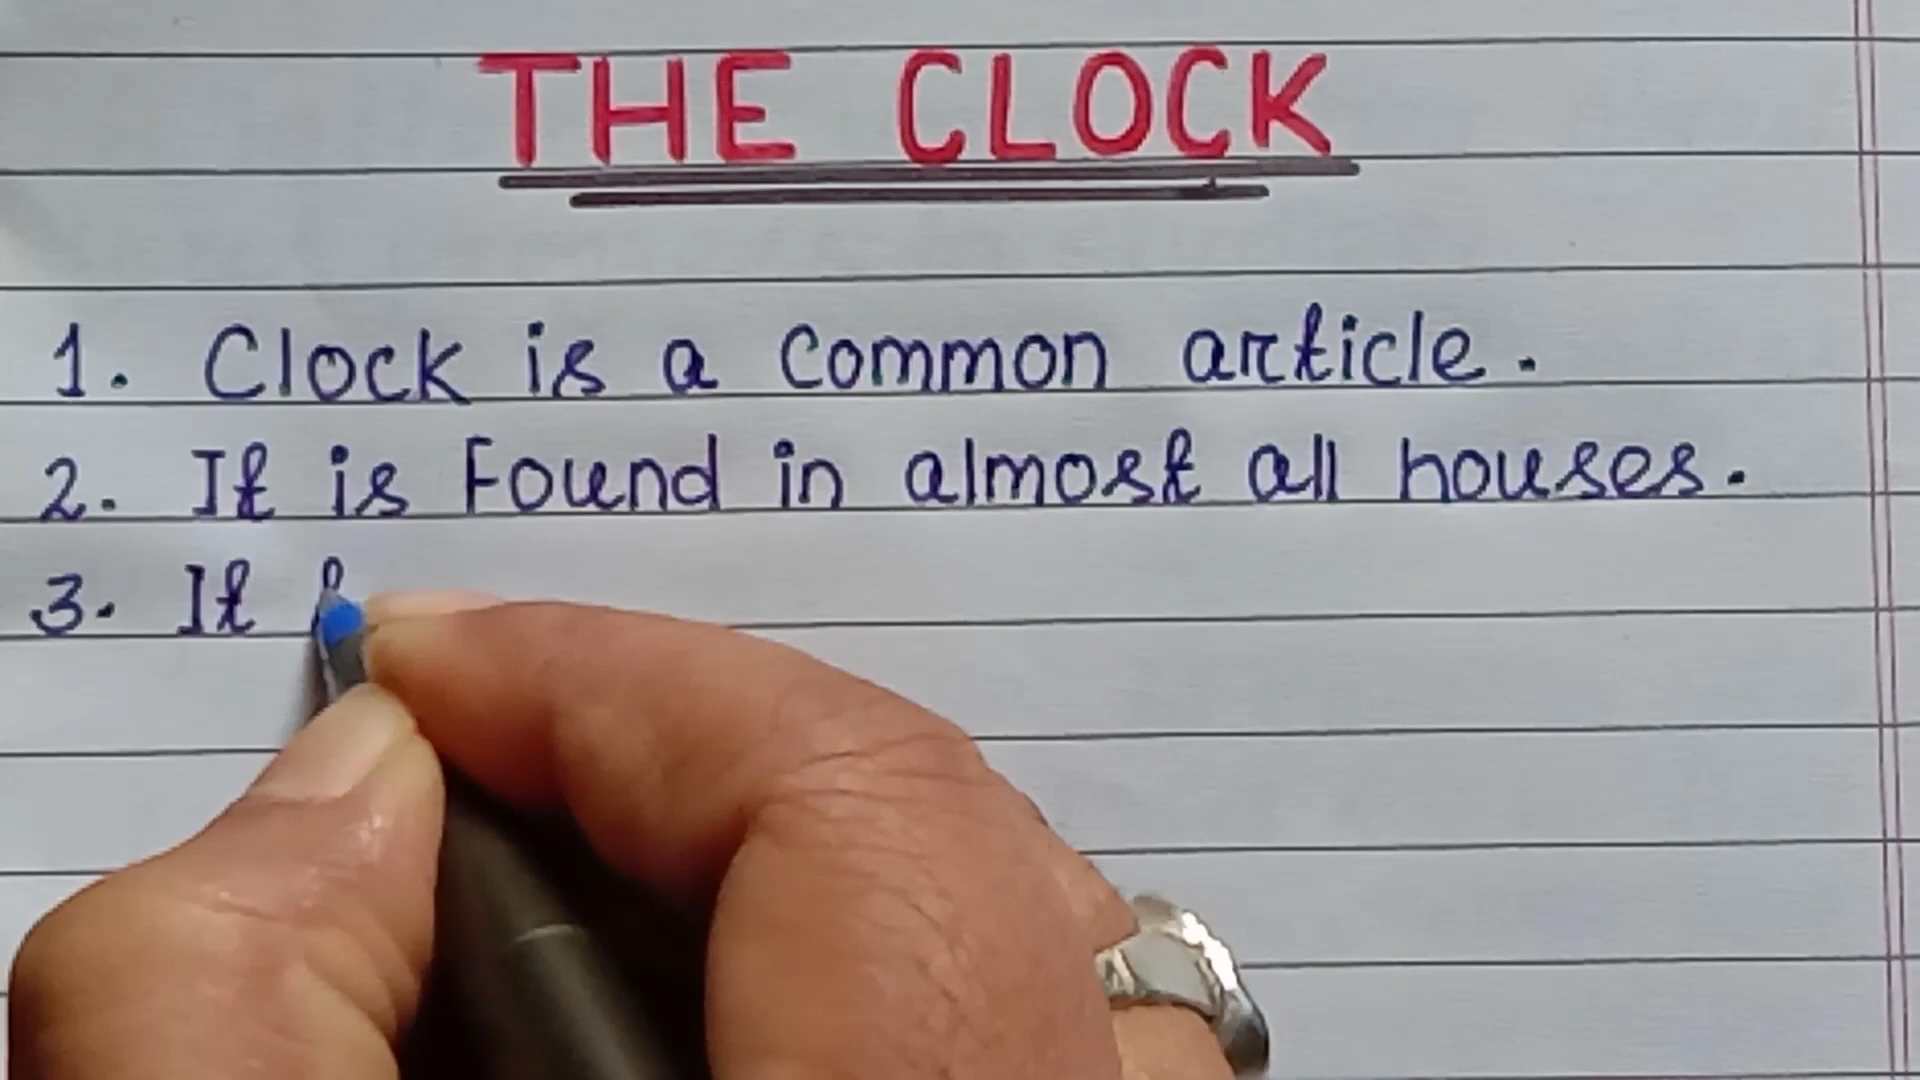 THE CLOCK
1. Clock is a common article.
2. It is Found in almost all houses.
3. It